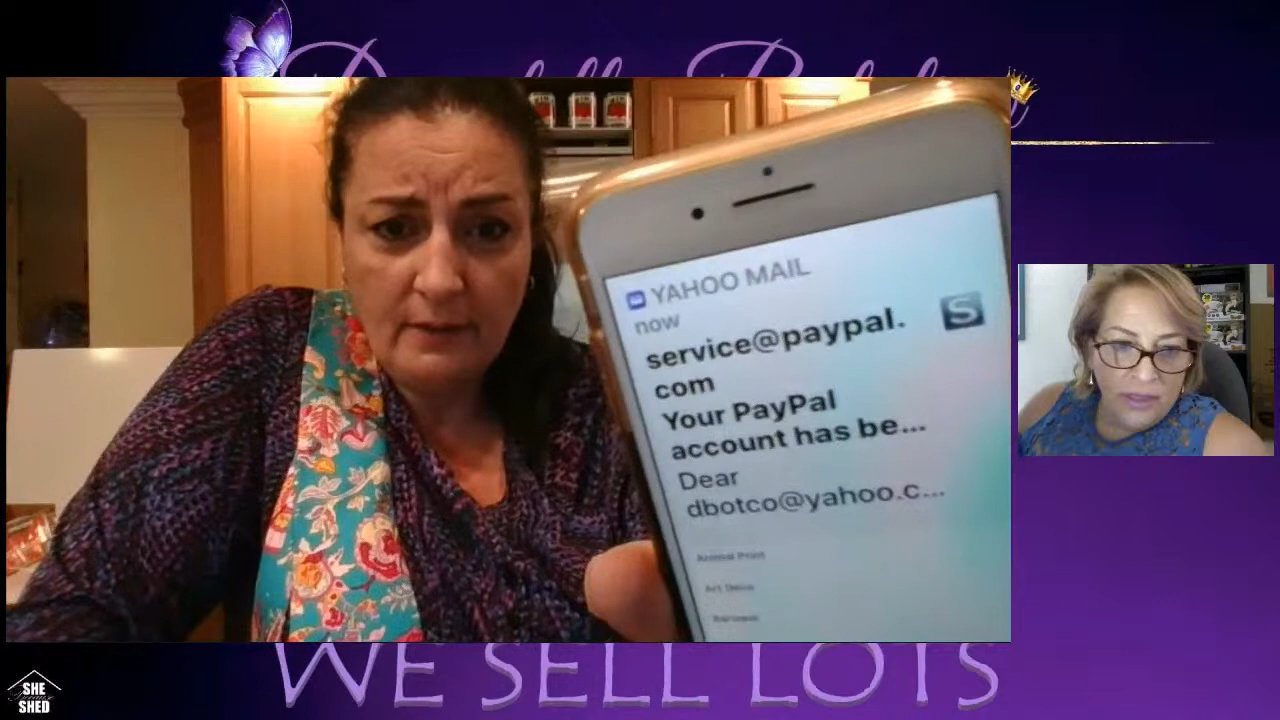 YAHOO MAIL
now
service@paypal.
com
S
Your PayPal
account has be...
Dear
dbotco@yahoo.c...
Animal Print
Art Deco
Baroque
WE SELL LOTS
SHE
SHED